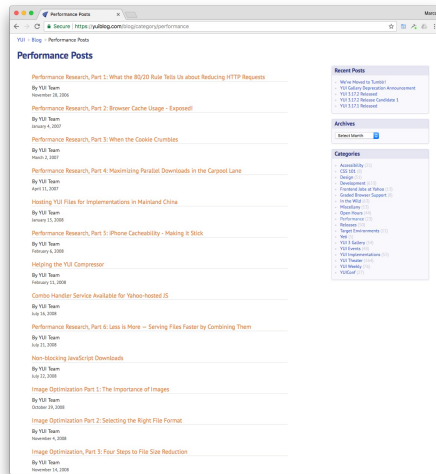 Performance Posts
Secure | https://yuiblog.com/blog/category/performance
YUI › Blog › Performance Posts
Performance Posts
Performance Research, Part 1: What the 80/20 Rule Tells Us about Reducing HTTP Requests
By YUI Team
November 28, 2006
Performance Research, Part 2: Browser Cache Usage - Exposed!
By YUI Team
January 4, 2007
Performance Research, Part 3: When the Cookie Crumbles
By YUI Team
March 2, 2007
Performance Research, Part 4: Maximizing Parallel Downloads in the Carpool Lane
By YUI Team
April 11, 2007
Hosting YUI Files for Implementations in Mainland China
By YUI Team
January 15, 2008
Performance Research, Part 5: iPhone Cacheability - Making it Stick
By YUI Team
February 6, 2008
Helping the YUI Compressor
By YUI Team
February 11, 2008
Combo Handler Service Available for Yahoo-hosted JS
By YUI Team
July 16, 2008
Performance Research, Part 6: Less is More — Serving Files Faster by Combining Them
By YUI Team
July 21, 2008
Non-blocking JavaScript Downloads
By YUI Team
July 22, 2008
Image Optimization Part 1: The Importance of Images
By YUI Team
October 29, 2008
Image Optimization Part 2: Selecting the Right File Format
By YUI Team
November 4, 2008
Image Optimization, Part 3: Four Steps to File Size Reduction
By YUI Team
November 14, 2008
Recent Posts
We've Moved to Tumblr!
YUI Gallery Deprecation Announcement
YUI 3.17.2 Released
YUI 3.17.2 Release Candidate 1
YUI 3.17.1 Released
Archives
Select Month
Categories
Accessibility
CSS 101
Design
Development
Frontend Jobs at Yahoo
Graded Browser Support
In the Wild
Miscellany
Open Hours
Performance
Releases
Target Environments
Yeti
YUI 3 Gallery
YUI Events
YUI Implementations
YUI Theater
YUI Weekly
YUIConf